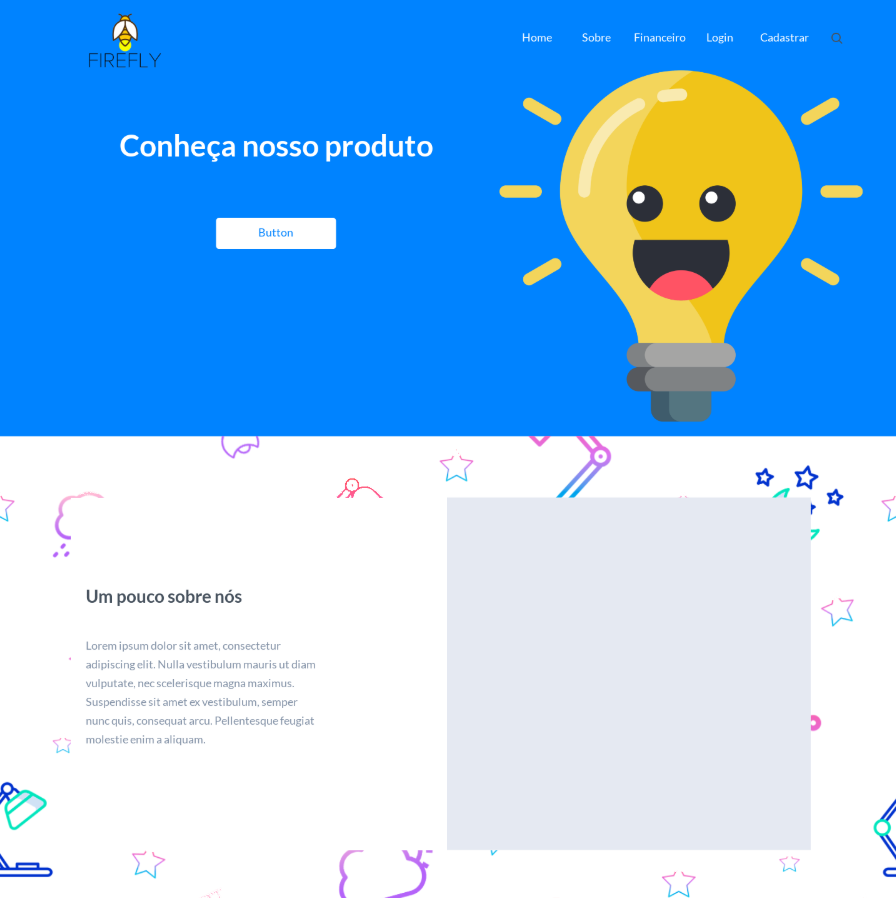 FIREFLY
Home Sobre Financeiro Login Cadastrar
Conheça nosso produto
Button
Um pouco sobre nós
Lorem ipsum dolor sit amet, consectetur
adipiscing elit. Nulla vestibulum mauris ut diam
vulputate, nec scelerisque magna maximus.
Suspendisse sit amet ex vestibulum, semper
nunc quis, consequat arcu. Pellentesque feugiat
molestie enim a aliquam.